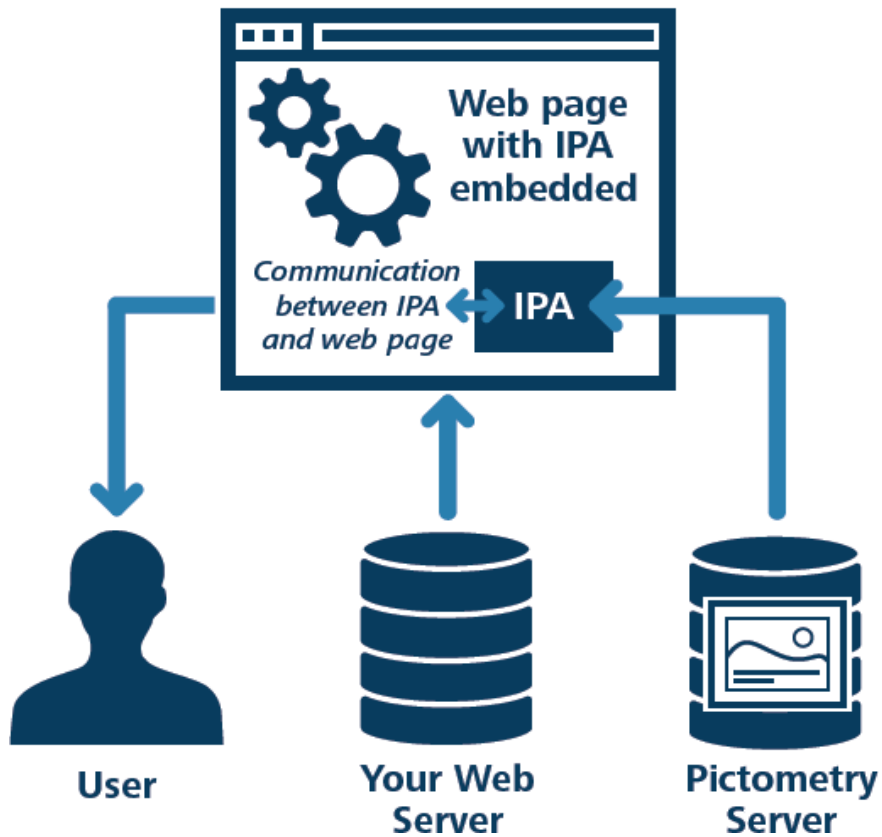 Web page
with IPA
embedded
Communication
between IPA
and web page
IPA
User
Your Web
Server
Pictometry
Server